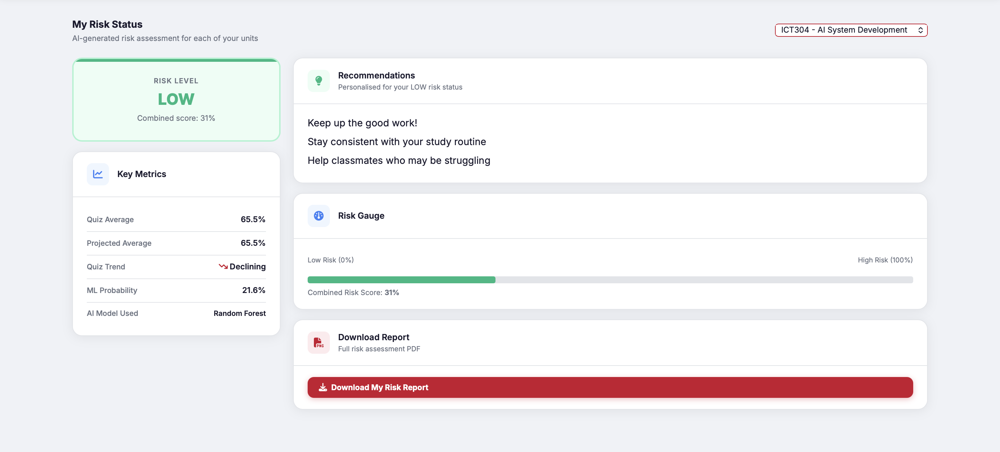 My Risk Status
AI-generated risk assessment for each of your units
ICT304 - AI System Development
RISK LEVEL
LOW
Combined score: 31%
Key Metrics
Quiz Average 65.5%
Projected Average 65.5%
Quiz Trend Declining
ML Probability 21.6%
AI Model Used Random Forest
Recommendations
Personalised for your LOW risk status
Keep up the good work!
Stay consistent with your study routine
Help classmates who may be struggling
Risk Gauge
Low Risk (0%) High Risk (100%)
Combined Risk Score: 31%
PNG
Download Report
Full risk assessment PDF
Download My Risk Report